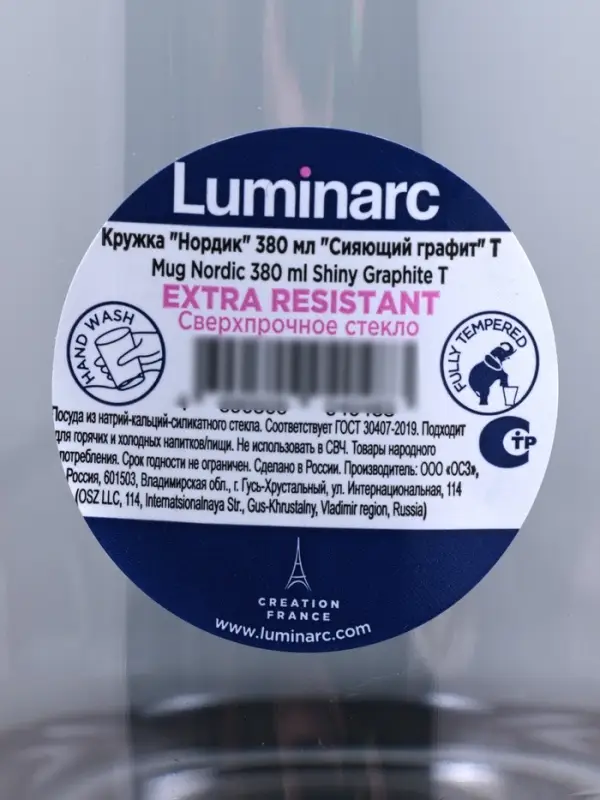 Luminarc
Кружка "Нордик" 380 мл "Сияющий графит" Т
Mug Nordic 380 ml Shiny Graphite T
EXTRA RESISTANT
Сверхпрочное стекло
HAND WASH
FULLY TEMPERED
Посуда из натрий-кальций-силикатного стекла. Соответствует ГОСТ 30407-2019. Подходит
для горячих и холодных напитков/пищи. Не использовать в СВЧ. Товары народного
потребления. Срок годности не ограничен. Сделано в России. Производитель: ООО «ОСЗ»,
Россия, 601503, Владимирская обл., г. Гусь-Хрустальный, ул. Интернациональная, 114
(OSZ LLC, 114, Internatsionalnaya Str., Gus-Khrustalny, Vladimir region, Russia)
СТР
CREATION
FRANCE
www.luminarc.com